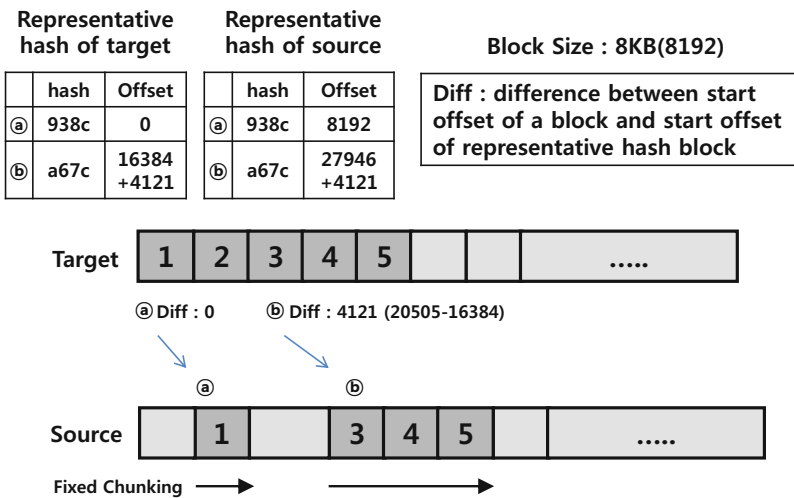 Representative
hash of target
Representative
hash of source
Block Size : 8KB(8192)
hash Offset
ⓐ 938c 0
ⓑ a67c 16384
+4121
hash Offset
ⓐ 938c 8192
ⓑ a67c 27946
+4121
Diff : difference between start
offset of a block and start offset
of representative hash block
Target 1 2 3 4 5 .....
ⓐ Diff : 0 ⓑ Diff : 4121 (20505-16384)
ⓐ ⓑ
Source 1 3 4 5 .....
Fixed Chunking